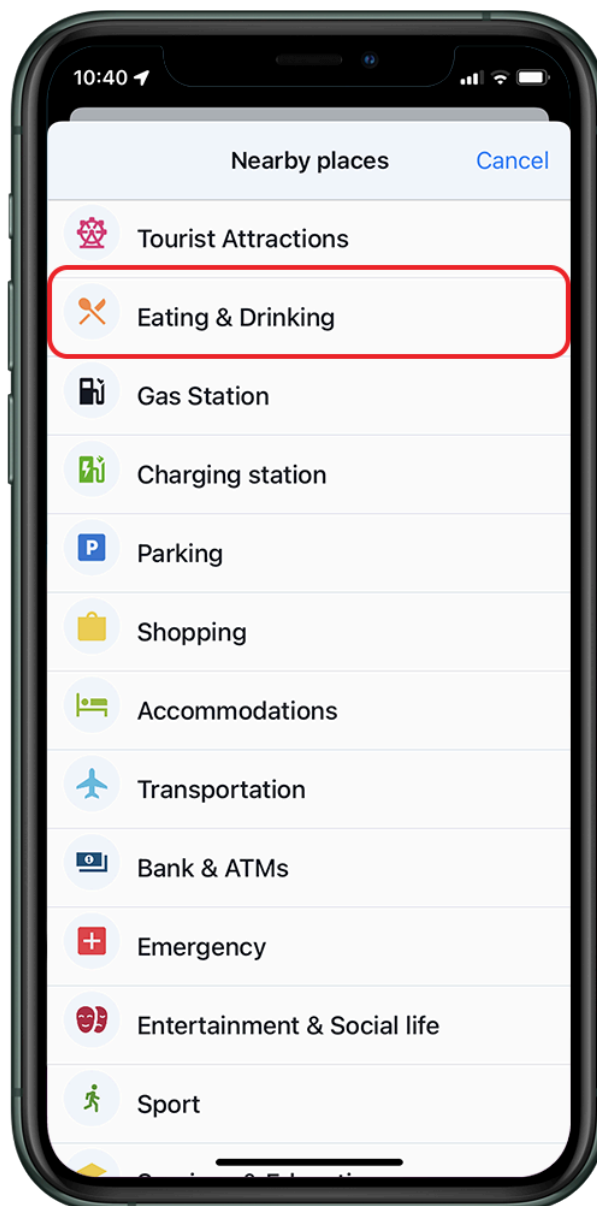 10:40
Nearby places
Cancel
Tourist Attractions
Eating & Drinking
Gas Station
Charging station
P
Parking
Shopping
Accommodations
Transportation
Bank & ATMs
Emergency
Entertainment & Social life
Sport